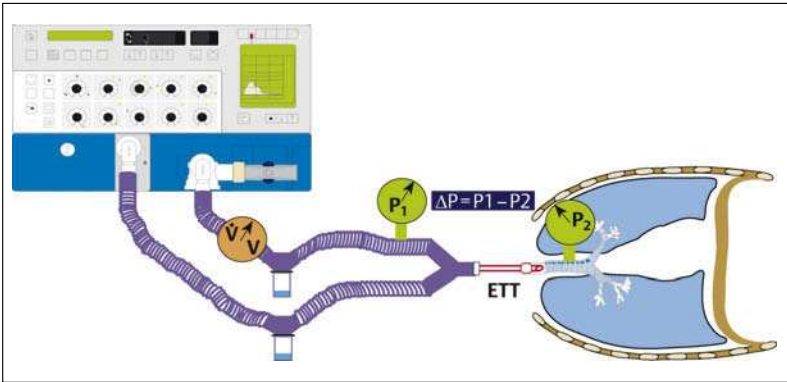 P₁
ΔP = P1 – P2
P₂
V̇
V
ETT